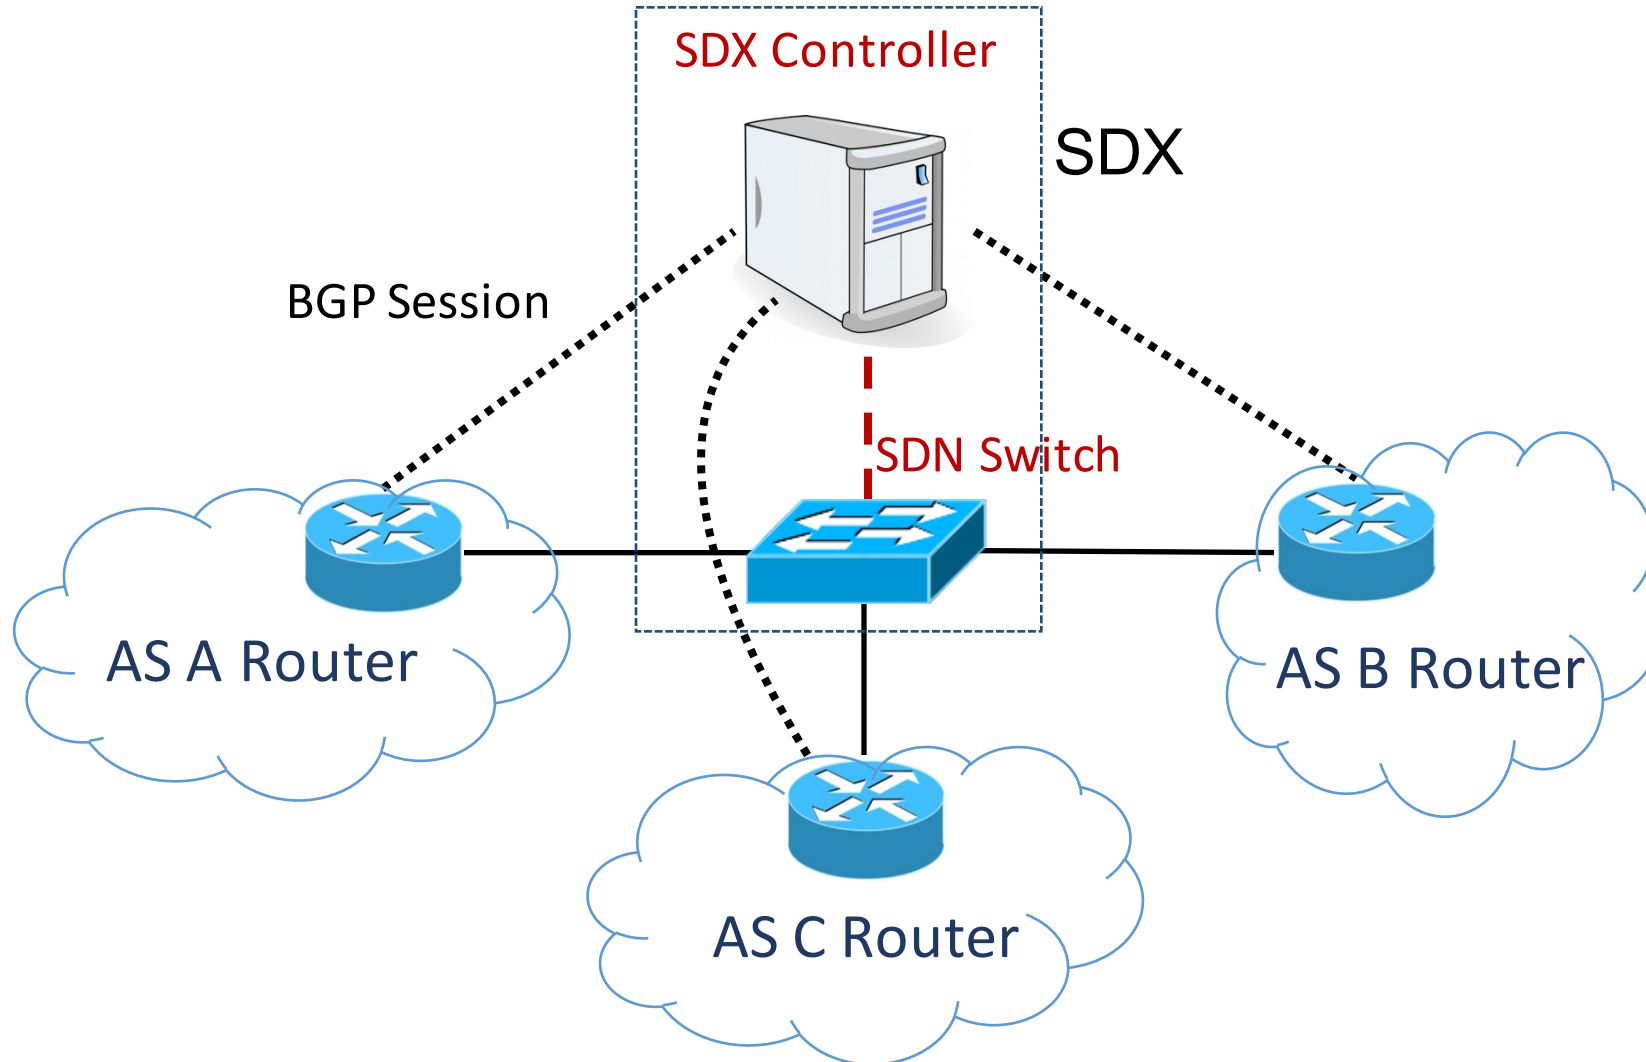 SDX Controller
SDX
BGP Session
SDN Switch
AS A Router
AS B Router
AS C Router